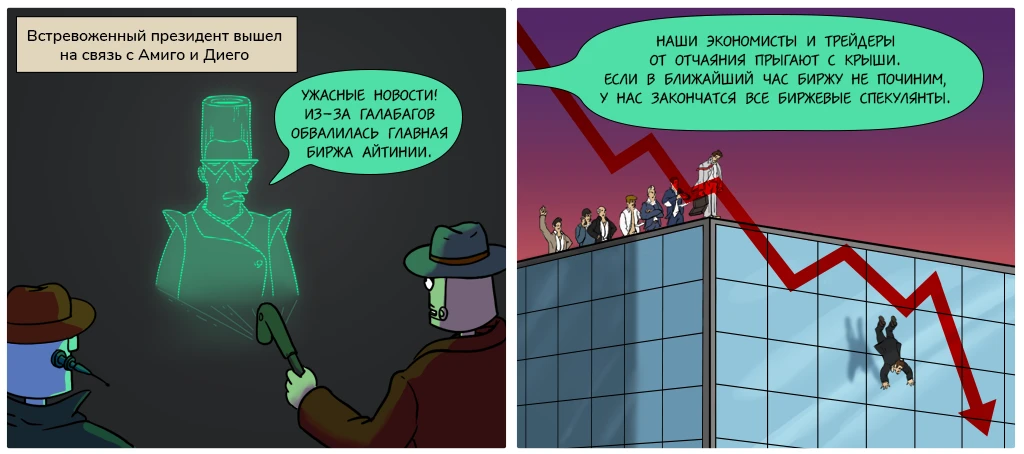 Встревоженный президент вышел
на связь с Амиго и Диего
УЖАСНЫЕ НОВОСТИ!
ИЗ-ЗА ГАЛАБАГОВ
ОБВАЛИЛАСЬ ГЛАВНАЯ
БИРЖА АЙТИНИИ.
НАШИ ЭКОНОМИСТЫ И ТРЕЙДЕРЫ
ОТ ОТЧАЯНИЯ ПРЫГАЮТ С КРЫШИ.
ЕСЛИ В БЛИЖАЙШИЙ ЧАС БИРЖУ НЕ ПОЧИНИМ,
У НАС ЗАКОНЧАТСЯ ВСЕ БИРЖЕВЫЕ СПЕКУЛЯНТЫ.